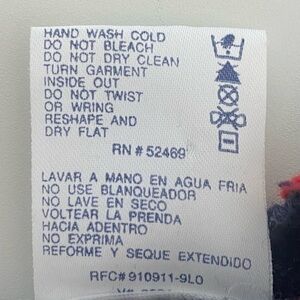 HAND WASH COLD
DO NOT BLEACH
DO NOT DRY CLEAN
TURN GARMENT
INSIDE OUT
DO NOT TWIST
OR WRING
RESHAPE AND
DRY FLAT
RN # 52469
LAVAR A MANO EN AGUA FRIA
NO USE BLANQUEADOR
NO LAVE EN SECO
VOLTEAR LA PRENDA
HACIA ADENTRO
NO EXPRIMA
REFORME Y SEQUE EXTENDIDO
RFC# 910911-9L0